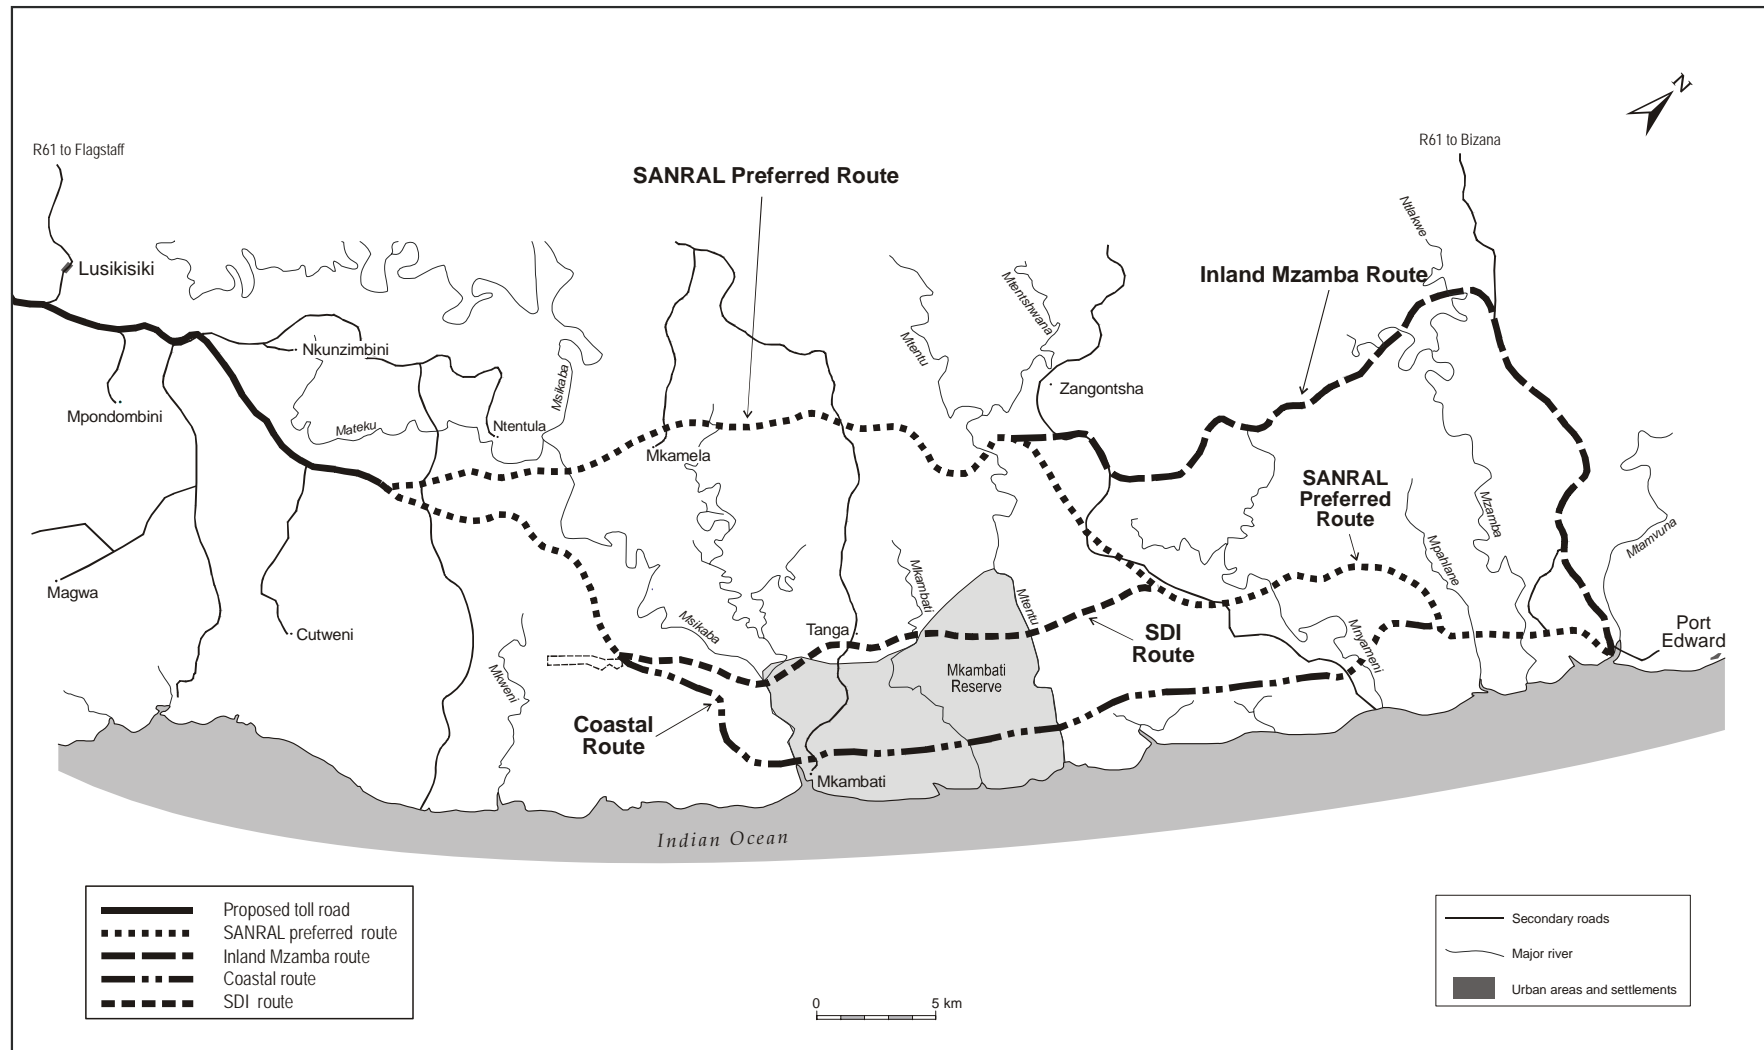 N
R61 to Flagstaff
R61 to Bizana
SANRAL Preferred Route
Ntlakwe
Lusikisiki
Inland Mzamba Route
Mtentshwana
Mtentu
Nkunzimbini
Msikaba
Zangontsha
Mpondombini
Mateku
Ntentula
Mkamela
SANRAL
Preferred
Route
Mzamba
Mpahlane
Mtamvuna
Magwa
Mkambati
Mtentu
Cutweni
Msikaba
Tanga
SDI
Route
Mnyameni
Port
Edward
Mkweni
Mkambati
Reserve
Coastal
Route
Mkambati
Indian Ocean
Proposed toll road
SANRAL preferred route
Inland Mzamba route
Coastal route
SDI route
0
5 km
Secondary roads
Major river
Urban areas and settlements